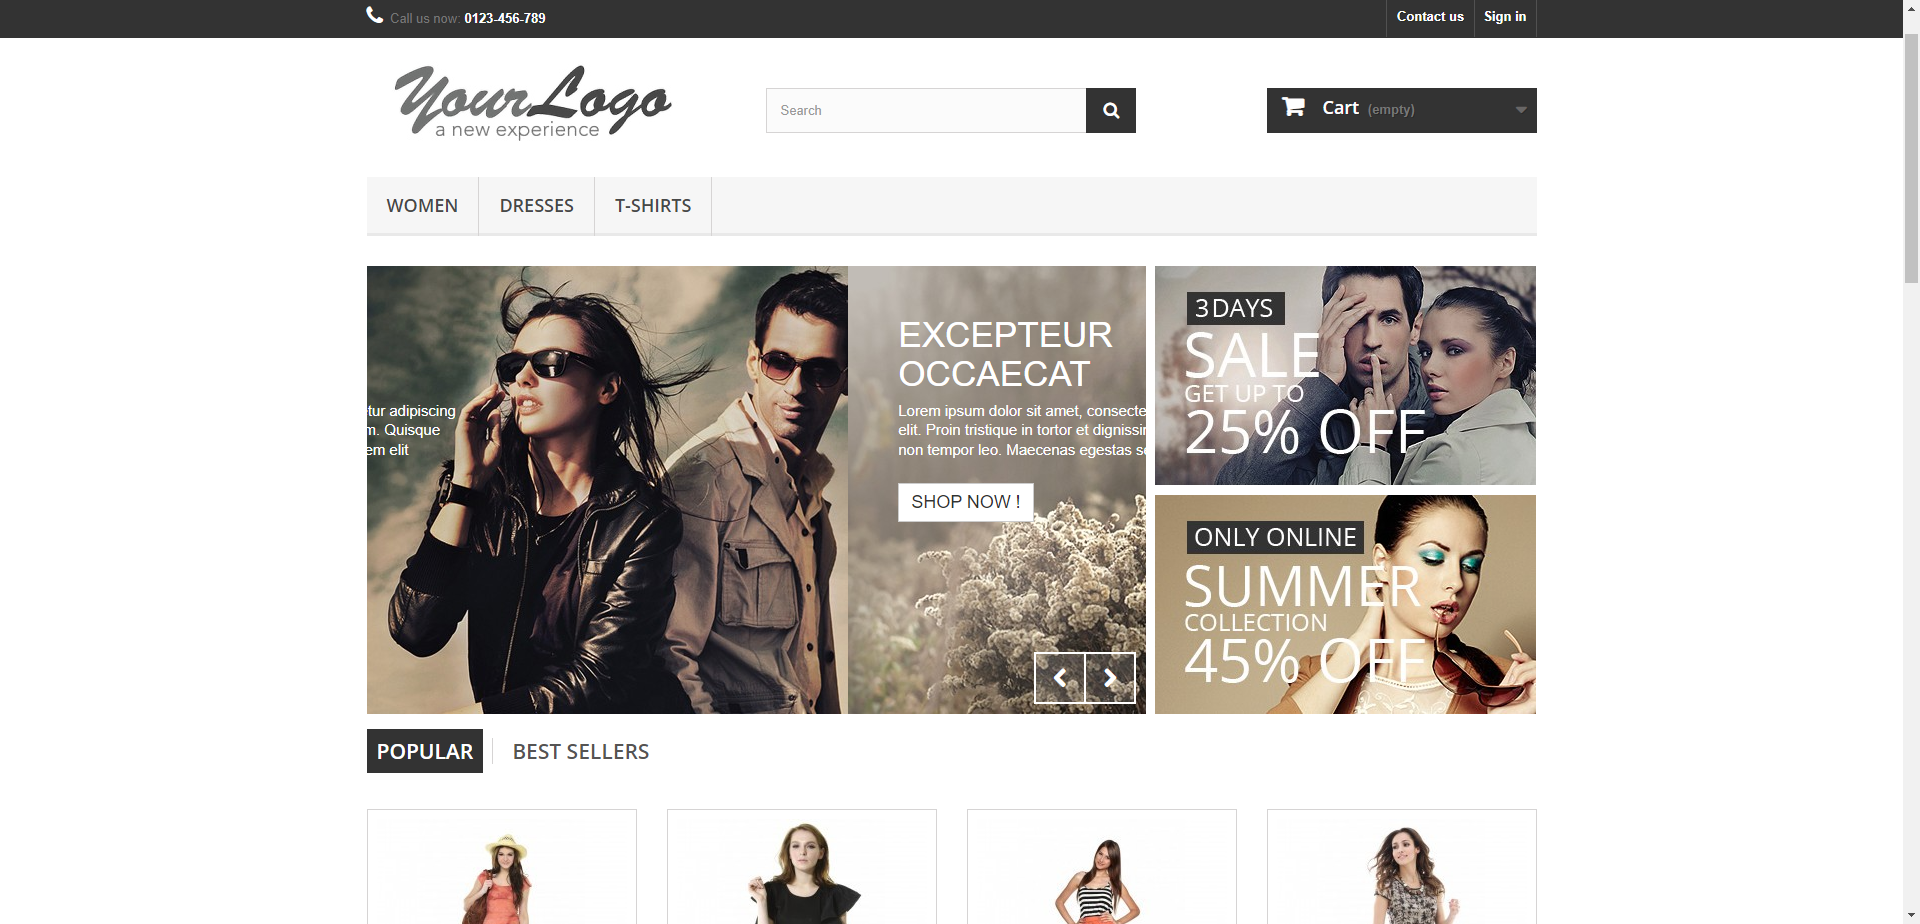 Call us now: 0123-456-789
Contact us
Sign in
Your Logo
a new experience
Search
Cart (empty)
WOMEN
DRESSES
T-SHIRTS
tur adipiscing
m. Quisque
em elit
EXCEPTEUR
OCCAECAT
Lorem ipsum dolor sit amet, consecte
elit. Proin tristique in tortor et dignissi
non tempor leo. Maecenas egestas s
SHOP NOW !
3DAYS
SALE
GET UP TO
25% OFF
ONLY ONLINE
SUMMER
COLLECTION
45% OFF
POPULAR
BEST SELLERS